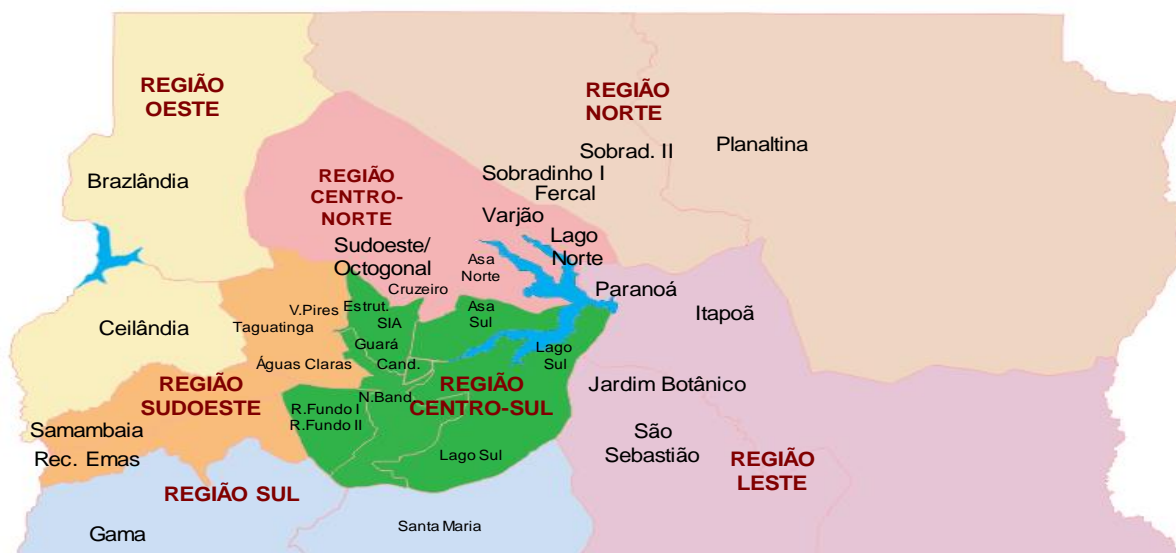 REGIÃO
OESTE
Brazlândia
Ceilândia
REGIÃO
NORTE
Sobrad. II
Planaltina
Sobradinho I
Fercal
REGIÃO
CENTRO-
NORTE
Varjão
Lago
Norte
Sudoeste/
Octogonal
Asa
Norte
Cruzeiro
Paranoá
Itapoã
V.Pires
Taguatinga
Águas Claras
Estrut.
SIA
Guará
Cand.
Asa
Sul
Lago
Sul
REGIÃO
SUDOESTE
Samambaia
Rec. Emas
N.Band.
REGIÃO
CENTRO-SUL
R.Fundo I
R.Fundo II
Lago Sul
Jardim Botânico
São
Sebastião
REGIÃO
LESTE
REGIÃO SUL
Gama
Santa Maria